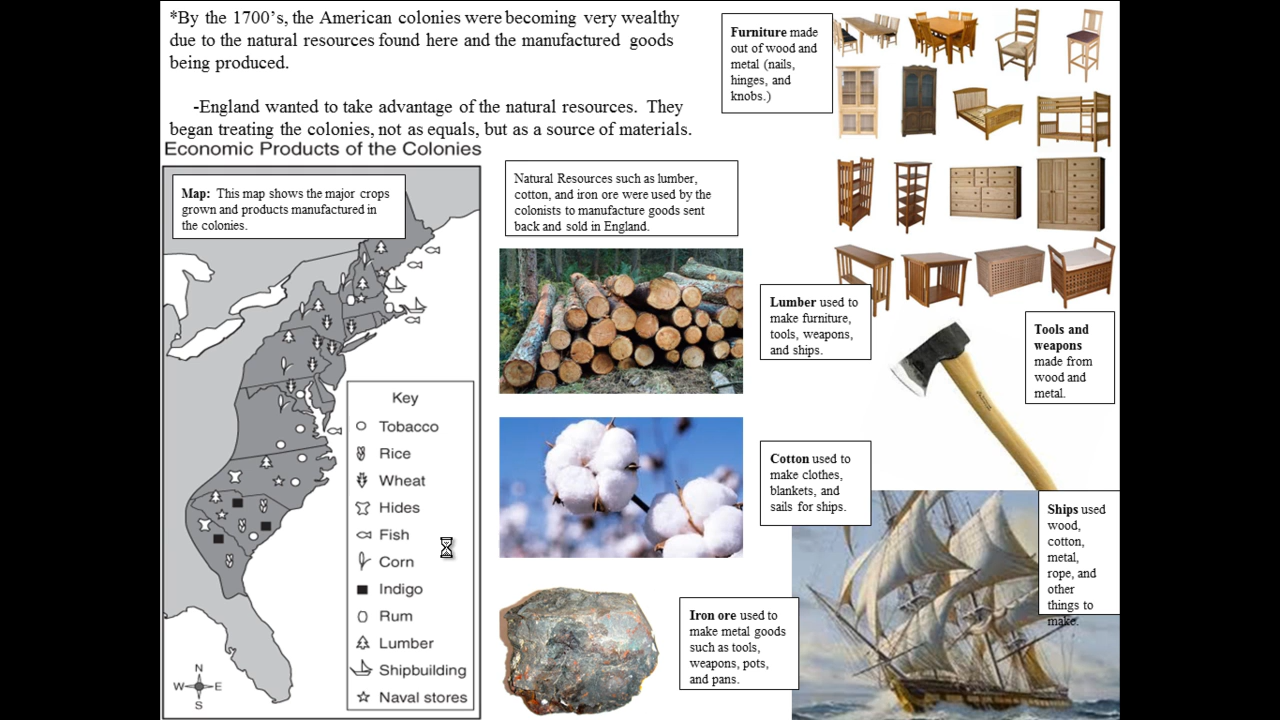 *By the 1700's, the American colonies were becoming very wealthy
due to the natural resources found here and the manufactured goods
being produced.
-England wanted to take advantage of the natural resources. They
began treating the colonies, not as equals, but as a source of materials.
Economic Products of the Colonies
Map: This map shows the major crops
grown and products manufactured in
the colonies.
Key
Tobacco
Rice
Wheat
Hides
Fish
Corn
Indigo
Rum
Lumber
Shipbuilding
Naval stores
N
W E
S
Natural Resources such as lumber,
cotton, and iron ore were used by the
colonists to manufacture goods sent
back and sold in England.
Furniture made
out of wood and
metal (nails,
hinges, and
knobs.)
Lumber used to
make furniture,
tools, weapons,
and ships.
Tools and
weapons
made from
wood and
metal.
Cotton used to
make clothes,
blankets, and
sails for ships.
Ships used
wood,
cotton,
metal,
rope, and
other
things to
make.
Iron ore used to
make metal goods
such as tools,
weapons, pots,
and pans.